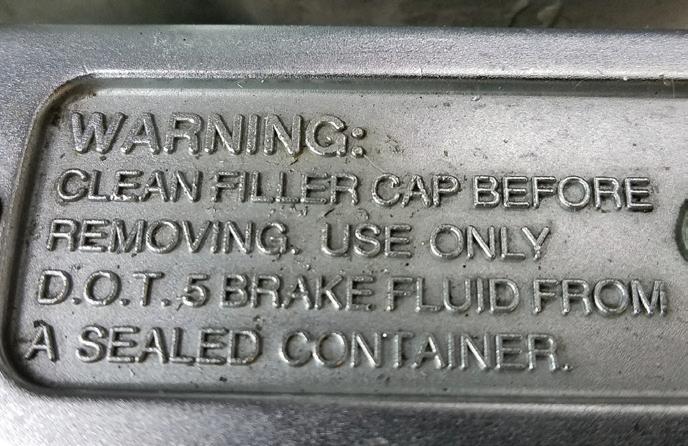 WARNING:
CLEAN FILLER CAP BEFORE
REMOVING. USE ONLY
D.O.T. 5 BRAKE FLUID FROM
A SEALED CONTAINER.